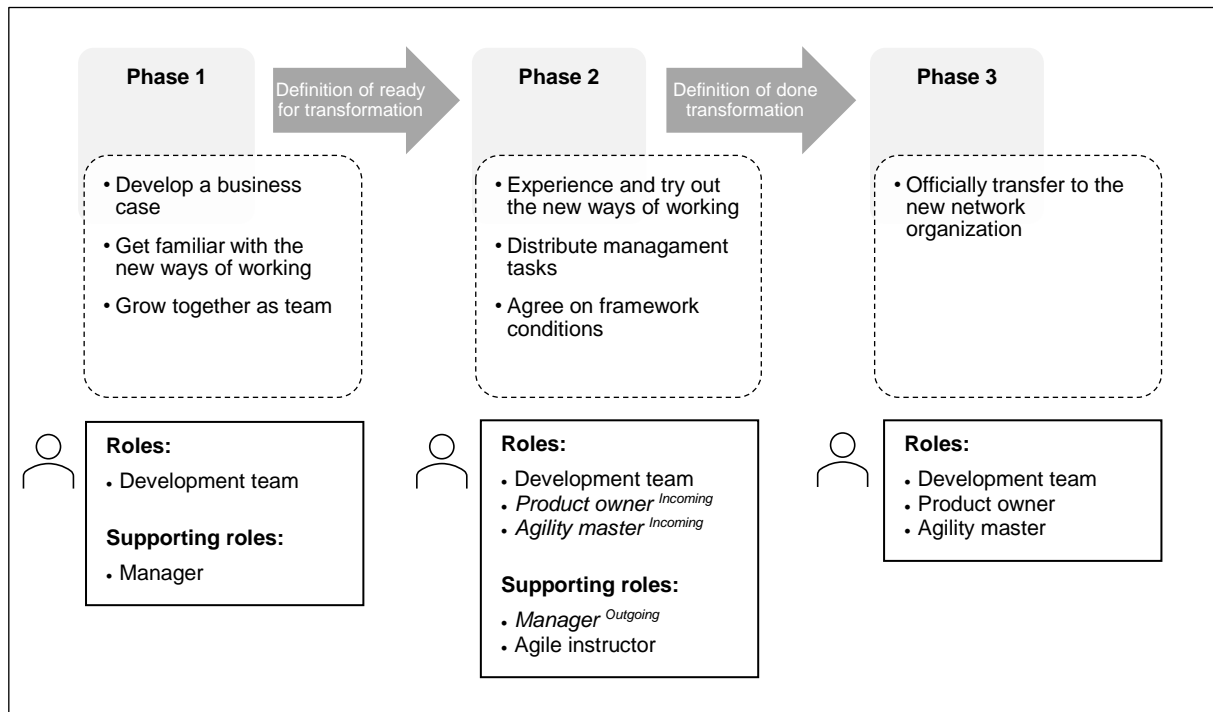 Phase 1
Definition of ready
for transformation
Phase 2
Definition of done
transformation
Phase 3
• Develop a business
case
• Get familiar with the
new ways of working
• Grow together as team
• Experience and try out
the new ways of working
• Distribute managament
tasks
• Agree on framework
conditions
• Officially transfer to the
new network
organization
Roles:
• Development team
Supporting roles:
• Manager
Roles:
• Development team
• Product owner Incoming
• Agility master Incoming
Supporting roles:
• Manager Outgoing
• Agile instructor
Roles:
• Development team
• Product owner
• Agility master